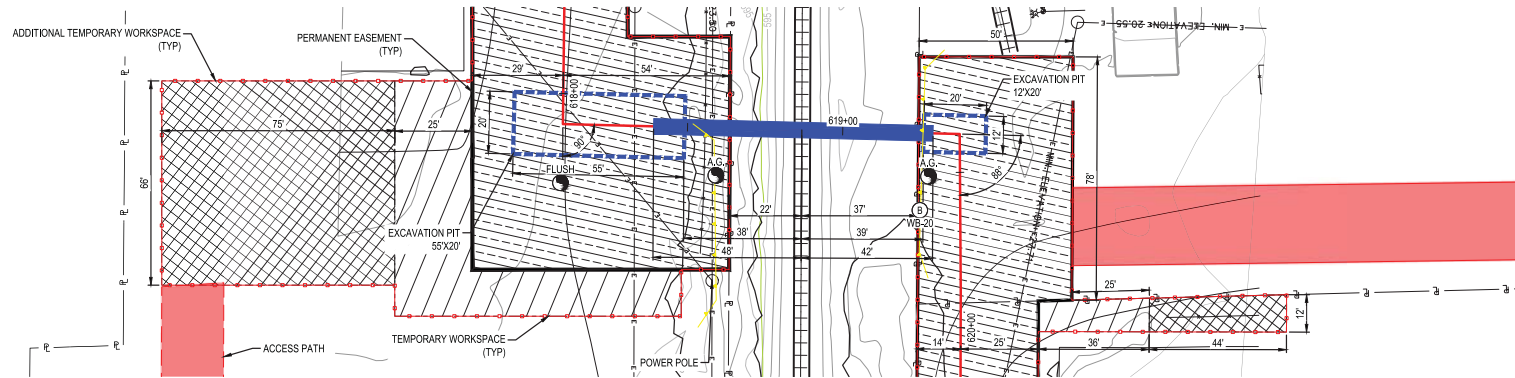 ADDITIONAL TEMPORARY WORKSPACE
(TYP)
PERMANENT EASEMENT
(TYP)
29'
54'
618+00
20'
90°
55'
FLUSH
A.G.
75'
25'
66'
EXCAVATION PIT
55'X20'
TEMPORARY WORKSPACE
(TYP)
ACCESS PATH
POWER POLE
595
22'
37'
38'
39'
48'
42'
619+00
50'
MIN. ELEVATION= 20.55
EXCAVATION PIT
12'X20'
20'
12'
88°
A.G.
B
WB-20
78'
14'
620+00
25'
25'
36'
44'
12'